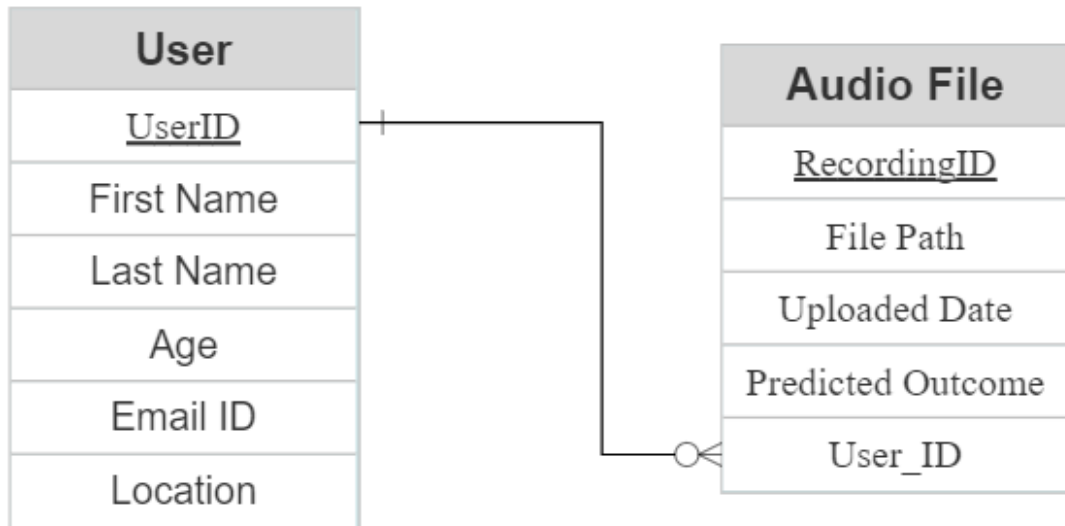 User
UserID
First Name
Last Name
Age
Email ID
Location
Audio File
RecordingID
File Path
Uploaded Date
Predicted Outcome
User_ID